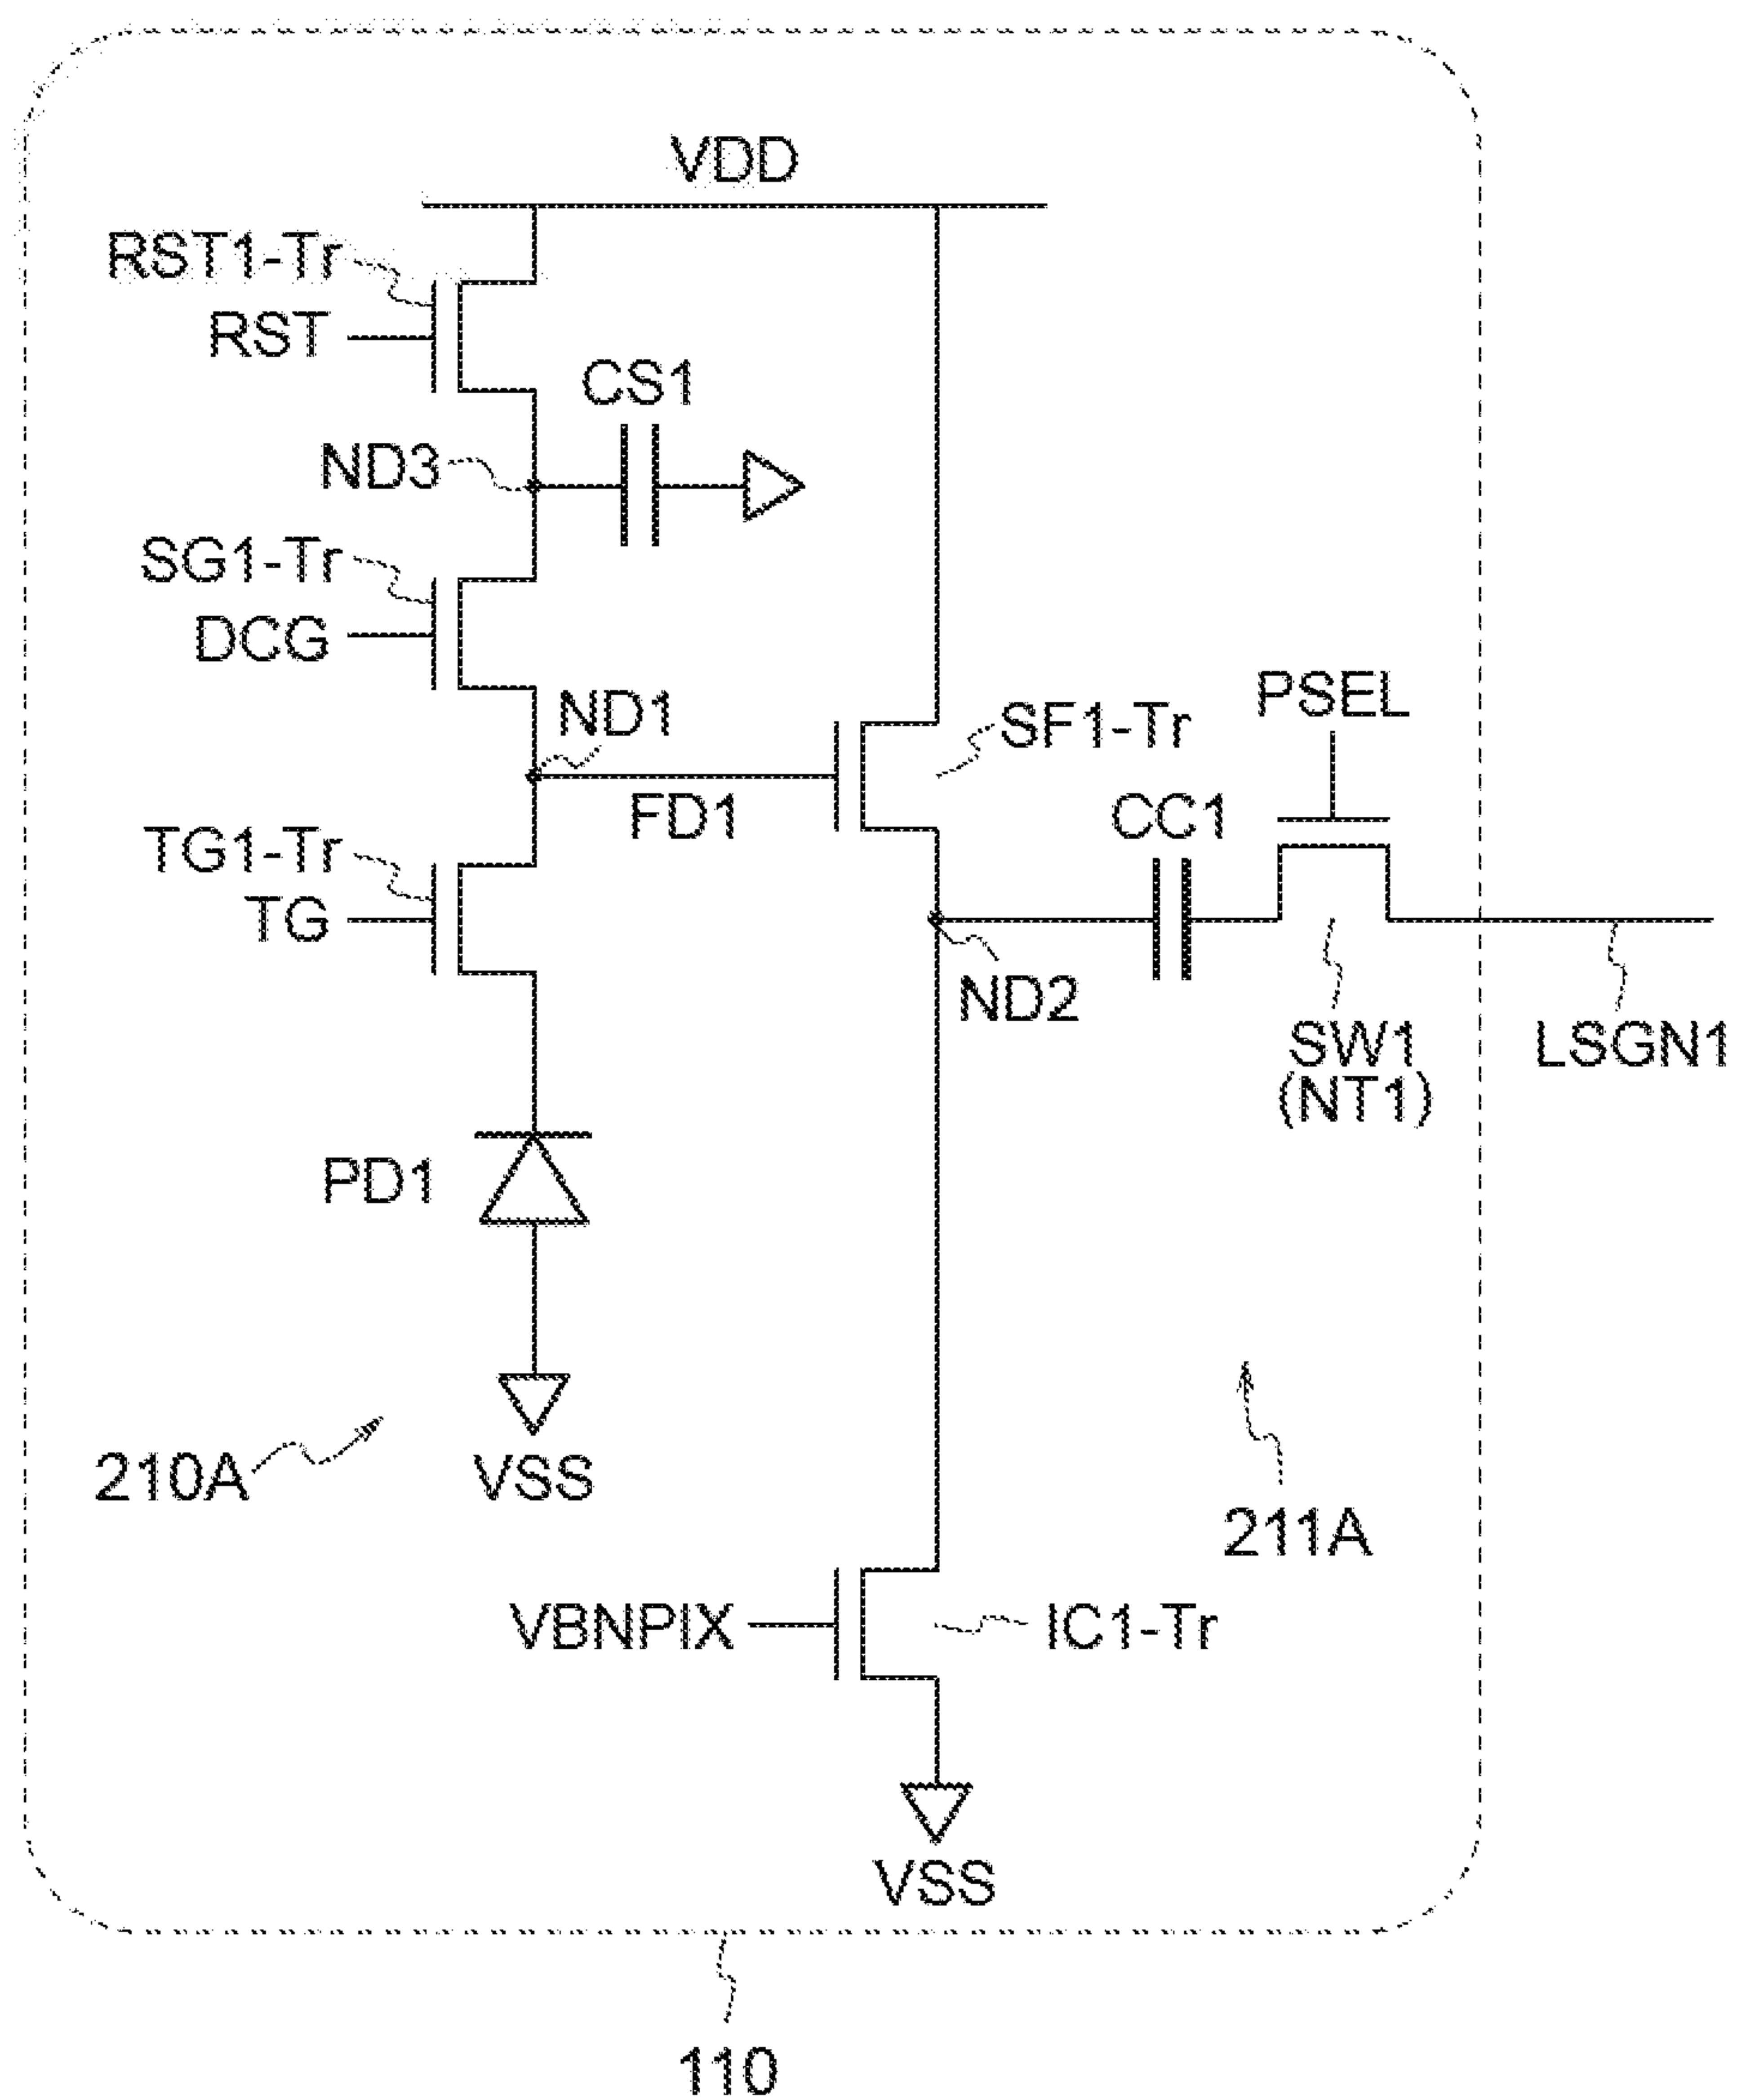 VDD
RST1-Tr
RST
CS1
ND3
SG1-Tr
DCG
ND1
PSEL
SF1-Tr
FD1
CC1
TG1-Tr
TG
ND2
SW1
(NT1)
LSGN1
PD1
210A
VSS
211A
VBNPIX
IC1-Tr
VSS
110